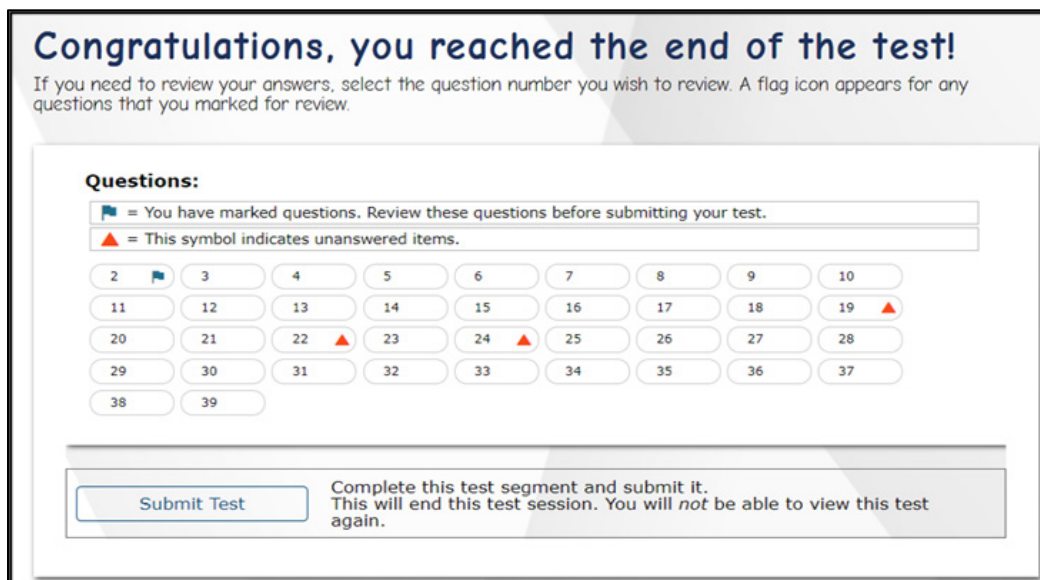 Congratulations, you reached the end of the test!
If you need to review your answers, select the question number you wish to review. A flag icon appears for any
questions that you marked for review.
Questions:
= You have marked questions. Review these questions before submitting your test.
= This symbol indicates unanswered items.
2 3 4 5 6 7 8 9 10
11 12 13 14 15 16 17 18 19
20 21 22 23 24 25 26 27 28
29 30 31 32 33 34 35 36 37
38 39
Submit Test
Complete this test segment and submit it.
This will end this test session. You will not be able to view this test
again.